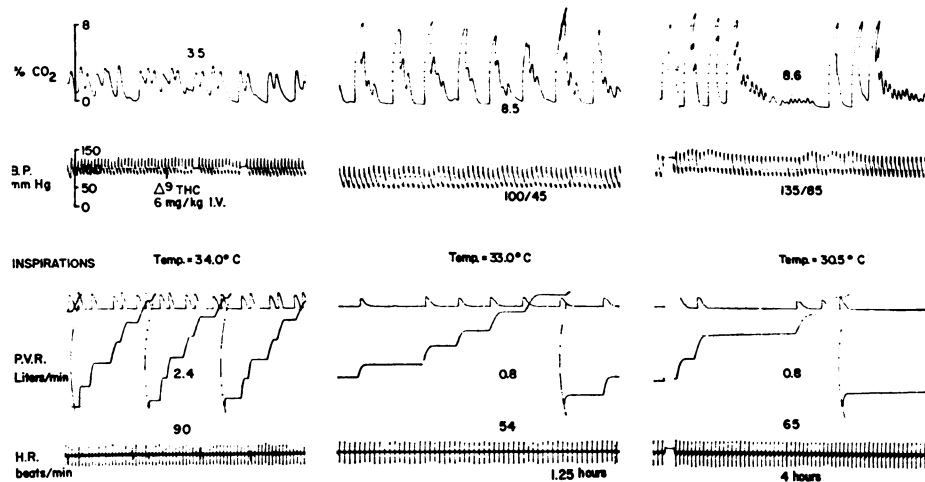 8
3.5
% CO2
8.5
8.6
0
150
100
B.P.
mm Hg
50
0
Δ9 THC
6 mg/kg I.V.
100/45
135/85
INSPIRATIONS
Temp. = 34.0° C
Temp. = 33.0° C
Temp. = 30.5° C
P.V.R.
Liters/min
2.4
0.8
0.8
90
54
65
H.R.
beats/min
1.25 hours
4 hours